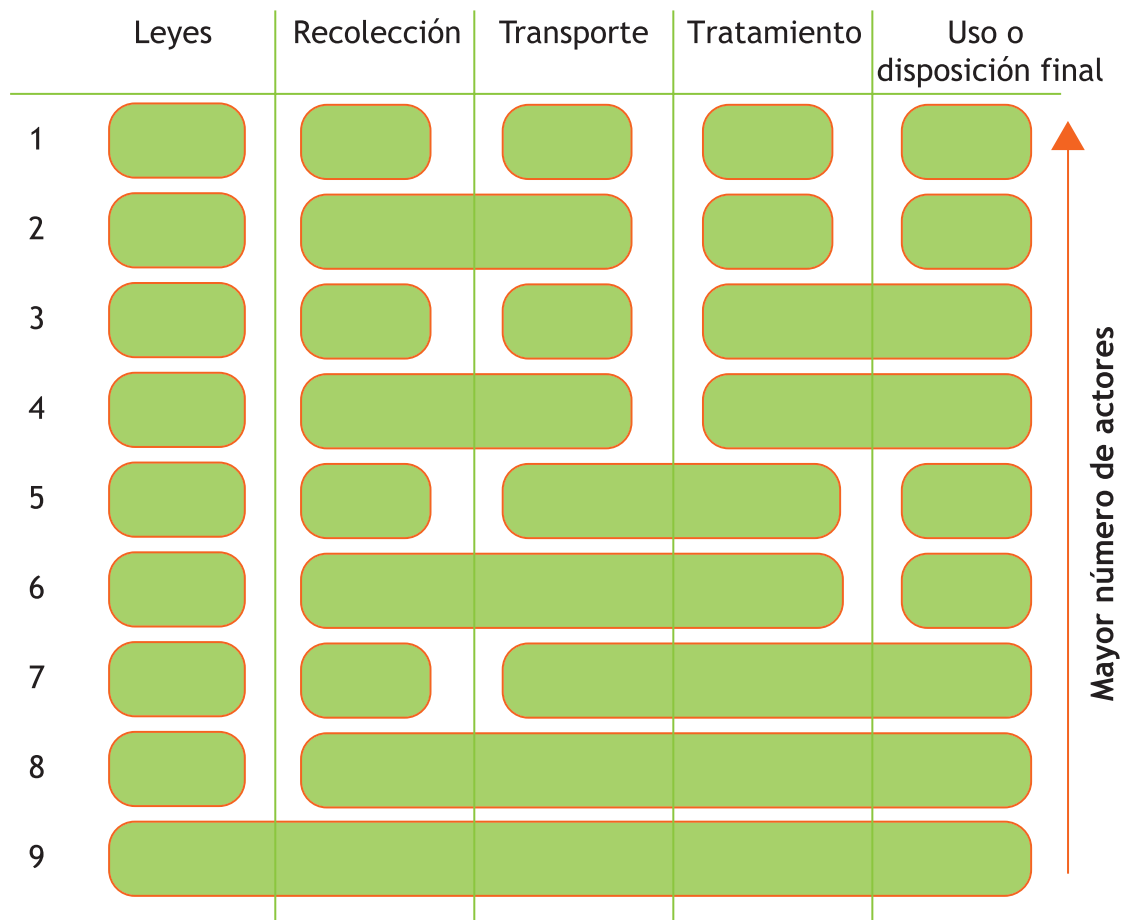 Leyes
Recolección
Transporte
Tratamiento
Uso o
disposición final
1
2
3
4
5
6
7
8
9
Mayor número de actores